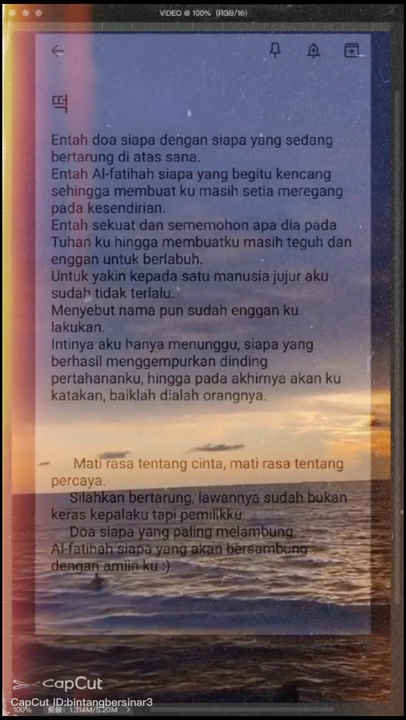 VIDEO @ 100% (RGB/16)
떡
Entah doa siapa dengan siapa yang sedang
bertarung di atas sana.
Entah Al-fatihah siapa yang begitu kencang
sehingga membuat ku masih setia meregang
pada kesendirian.
Entah sekuat dan sememohon apa dia pada
Tuhan ku hingga membuatku masih teguh dan
enggan untuk berlabuh.
Untuk yakin kepada satu manusia jujur aku
sudah tidak terlalu.
Menyebut nama pun sudah enggan ku
lakukan.
Intinya aku hanya menunggu, siapa yang
berhasil menggempurkan dinding
pertahananku, hingga pada akhirnya akan ku
katakan, baiklah dialah orangnya.
Mati rasa tentang cinta, mati rasa tentang
percaya.
Silahkan bertarung, lawannya sudah bukan
keras kepalaku tapi pemilikku.
Doa siapa yang paling melambung,
Al-fatihah siapa yang akan bersambung
dengan amiin ku :).
CapCut
CapCut ID:bintangbersinar3
100% 1.314M/5.20M